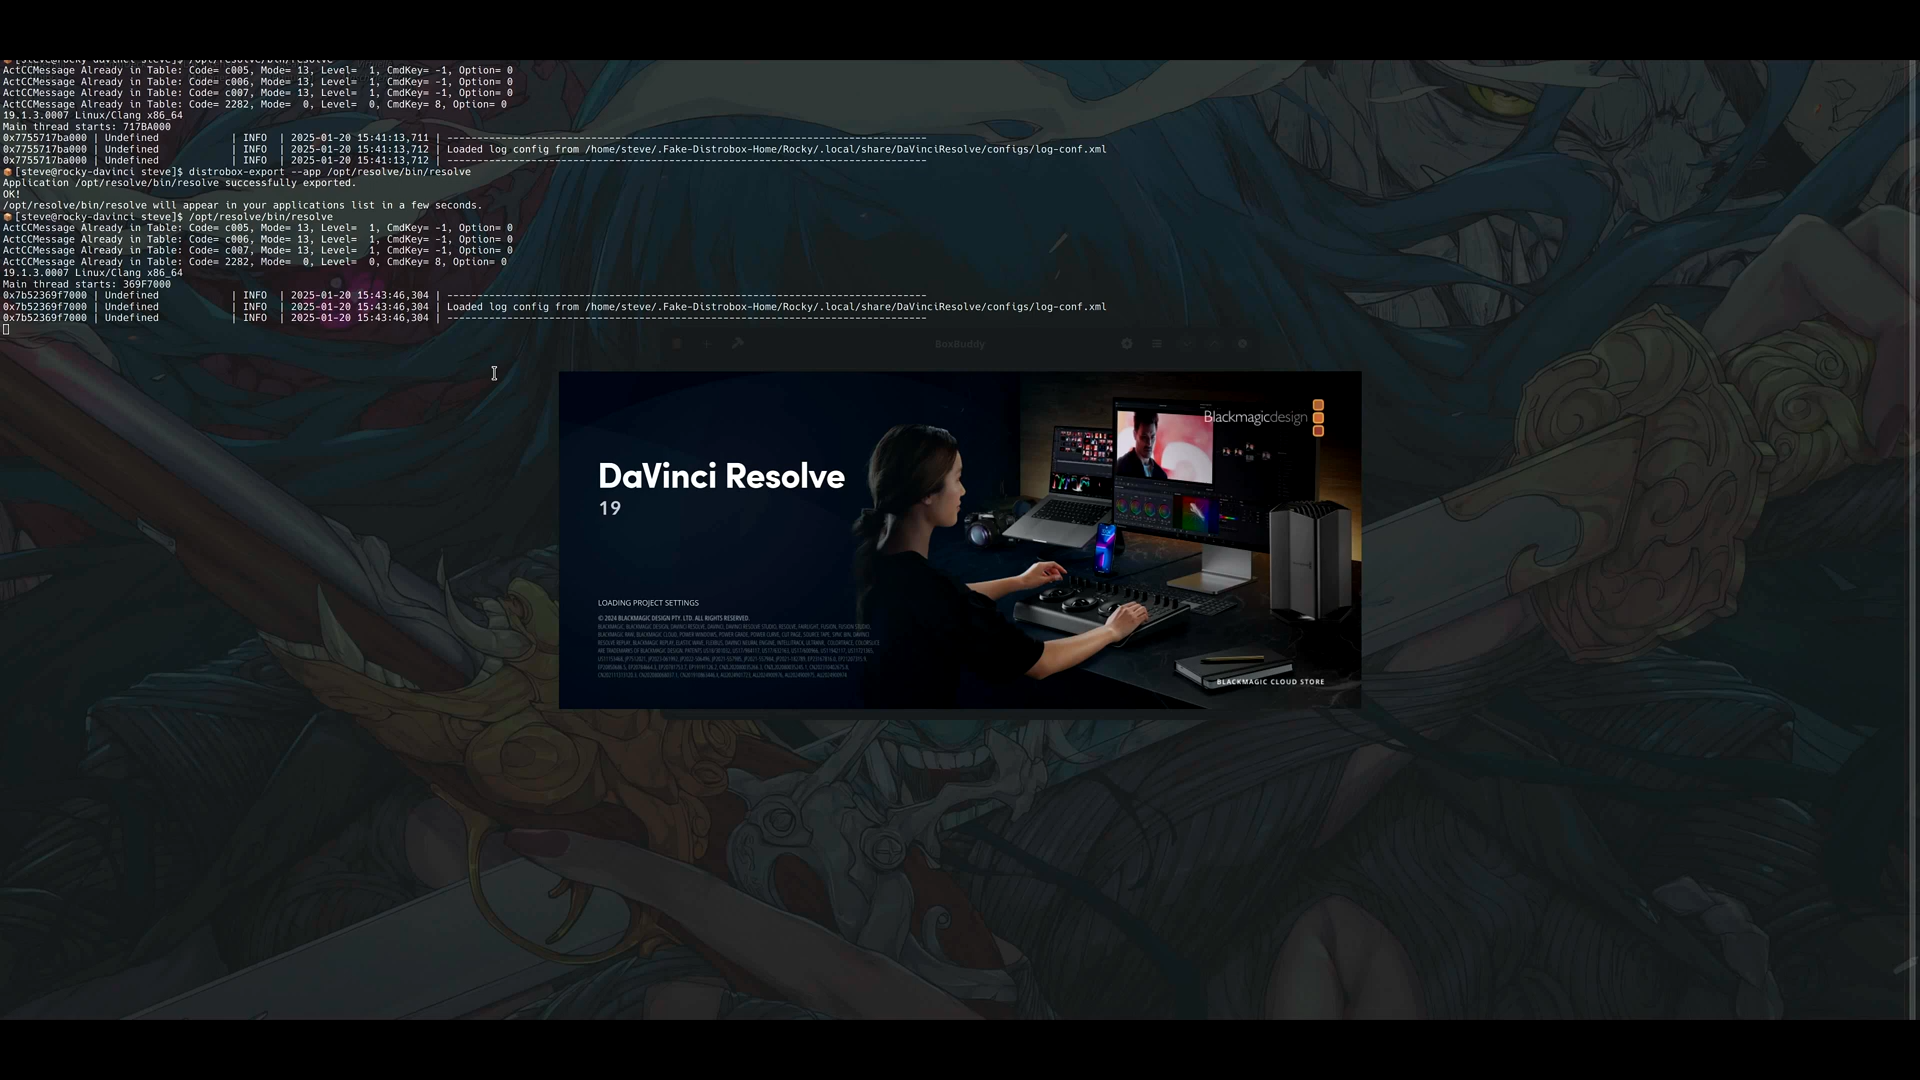 [steve@rocky-davinci steve]$ /opt/resolve/bin/resolve
ActCCMessage Already in Table: Code= c005, Mode= 13, Level=  1, CmdKey= -1, Option= 0
ActCCMessage Already in Table: Code= c006, Mode= 13, Level=  1, CmdKey= -1, Option= 0
ActCCMessage Already in Table: Code= c007, Mode= 13, Level=  1, CmdKey= -1, Option= 0
ActCCMessage Already in Table: Code= 2282, Mode=  0, Level=  0, CmdKey= 8, Option= 0
19.1.3.0007 Linux/Clang x86_64
Main thread starts: 717BA000
0x7755717ba000 | Undefined            | INFO  | 2025-01-20 15:41:13,711 | --------------------------------------------------------------------------------
0x7755717ba000 | Undefined            | INFO  | 2025-01-20 15:41:13,712 | Loaded log config from /home/steve/.Fake-Distrobox-Home/Rocky/.local/share/DaVinciResolve/configs/log-conf.xml
0x7755717ba000 | Undefined            | INFO  | 2025-01-20 15:41:13,712 | --------------------------------------------------------------------------------
[steve@rocky-davinci steve]$ distrobox-export --app /opt/resolve/bin/resolve
Application /opt/resolve/bin/resolve successfully exported.
OK!
/opt/resolve/bin/resolve will appear in your applications list in a few seconds.
[steve@rocky-davinci steve]$ /opt/resolve/bin/resolve
ActCCMessage Already in Table: Code= c005, Mode= 13, Level=  1, CmdKey= -1, Option= 0
ActCCMessage Already in Table: Code= c006, Mode= 13, Level=  1, CmdKey= -1, Option= 0
ActCCMessage Already in Table: Code= c007, Mode= 13, Level=  1, CmdKey= -1, Option= 0
ActCCMessage Already in Table: Code= 2282, Mode=  0, Level=  0, CmdKey= 8, Option= 0
19.1.3.0007 Linux/Clang x86_64
Main thread starts: 369F7000
0x7b52369f7000 | Undefined            | INFO  | 2025-01-20 15:43:46,304 | --------------------------------------------------------------------------------
0x7b52369f7000 | Undefined            | INFO  | 2025-01-20 15:43:46,304 | Loaded log config from /home/steve/.Fake-Distrobox-Home/Rocky/.local/share/DaVinciResolve/configs/log-conf.xml
0x7b52369f7000 | Undefined            | INFO  | 2025-01-20 15:43:46,304 | --------------------------------------------------------------------------------
BoxBuddy
Blackmagicdesign
DaVinci Resolve
19
LOADING PROJECT SETTINGS
© 2024 BLACKMAGIC DESIGN PTY. LTD. ALL RIGHTS RESERVED.
BLACKMAGIC CLOUD STORE